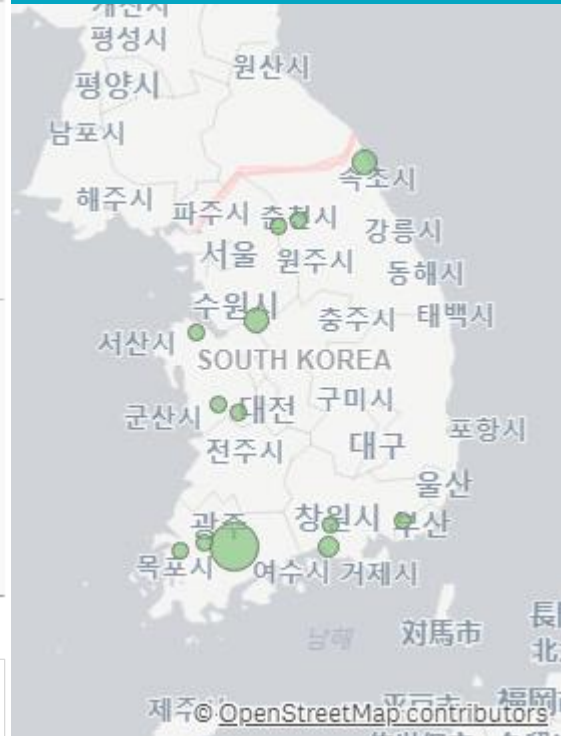 개천시
평성시
원산시
평양시
남포시
속초시
해주시
파주시
춘천시
강릉시
서울
원주시
동해시
수원시
충주시
태백시
서산시
SOUTH KOREA
대전
구미시
군산시
포항시
전주시
대구
울산
광주
창원시
부산
목포시
여수시
거제시
남해
対馬市
제주
© OpenStreetMap contributors